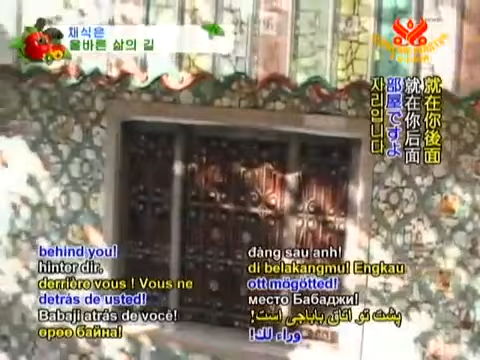 채식은
올바른 삶의 길
就在你後面
就在你后面
部屋ですよ
자리입니다
behind you!
hinter dir.
derrière vous ! Vous ne
detrás de usted!
Babaji atrás de você!
өрөө байна!
đàng sau anh!
di belakangmu! Engkau
ott mögötted!
место Бабаджи!
پشت تو اتاق باباجی است!
وراء لك!